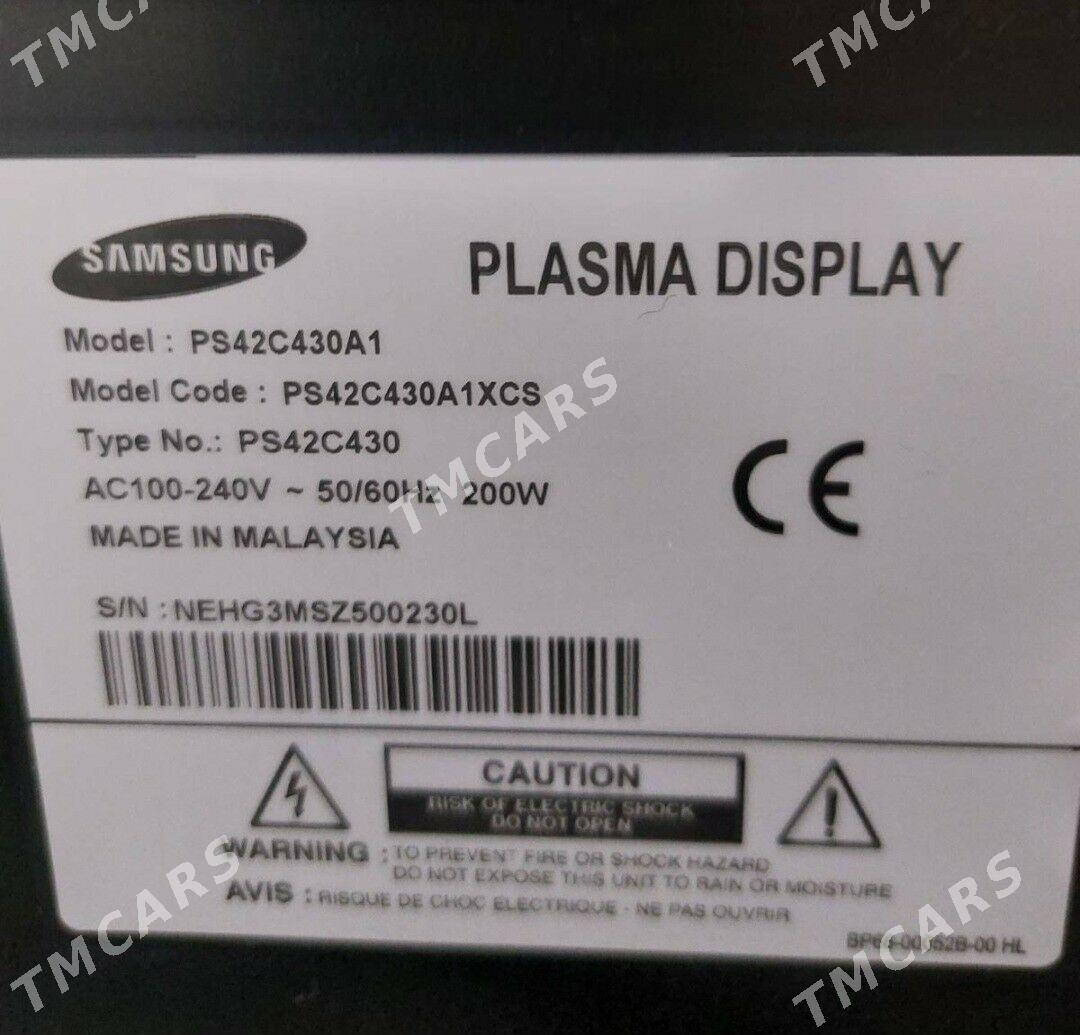 TMCARS
TMCARS
SAMSUNG
PLASMA DISPLAY
Model : PS42C430A1
Model Code : PS42C430A1XCS
Type No.: PS42C430
AC100-240V ~ 50/60Hz 200W
MADE IN MALAYSIA
CE
TMCARS
S/N : NEHG3MSZ500230L
CAUTION
RISK OF ELECTRIC SHOCK
DO NOT OPEN
WARNING : TO PREVENT FIRE OR SHOCK HAZARD
DO NOT EXPOSE THIS UNIT TO RAIN OR MOISTURE
AVIS : RISQUE DE CHOC ELECTRIQUE - NE PAS OUVRIR
HL
TMCARS
TMCARS